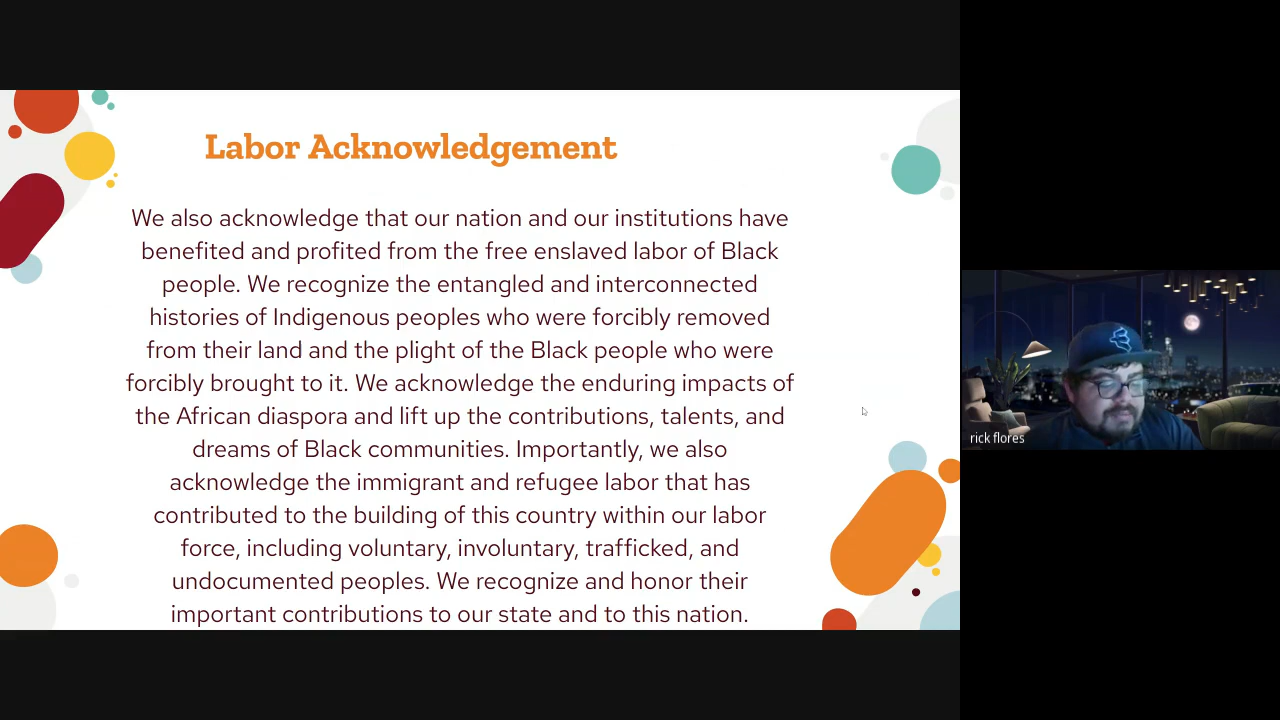 Labor Acknowledgement
We also acknowledge that our nation and our institutions have
benefited and profited from the free enslaved labor of Black
people. We recognize the entangled and interconnected
histories of Indigenous peoples who were forcibly removed
from their land and the plight of the Black people who were
forcibly brought to it. We acknowledge the enduring impacts of
the African diaspora and lift up the contributions, talents, and
dreams of Black communities. Importantly, we also
acknowledge the immigrant and refugee labor that has
contributed to the building of this country within our labor
force, including voluntary, involuntary, trafficked, and
undocumented peoples. We recognize and honor their
important contributions to our state and to this nation.
rick flores